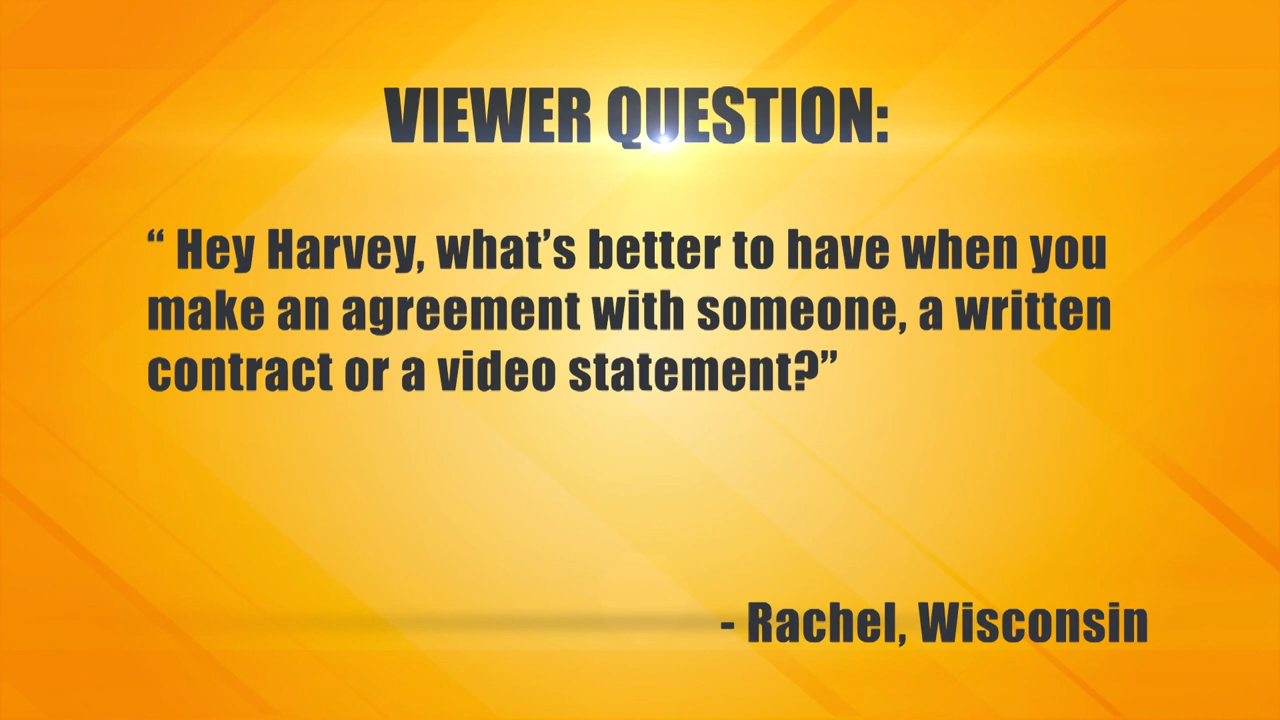 VIEWER QUESTION:
“ Hey Harvey, what’s better to have when you
make an agreement with someone, a written
contract or a video statement?”
- Rachel, Wisconsin